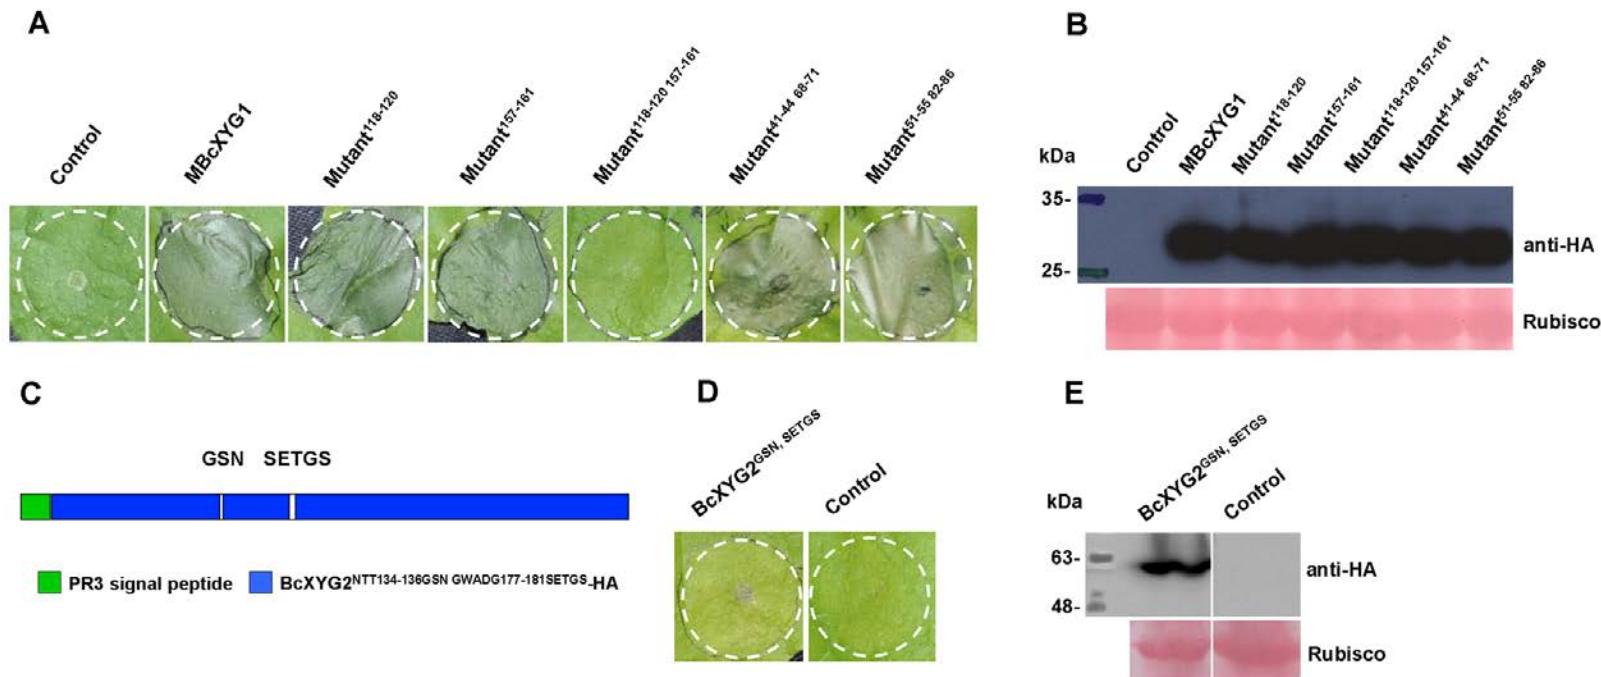 A
Control
MBcXYG1
Mutant118-120
Mutant157-161
Mutant118-120 157-161
Mutant41-44 68-71
Mutant51-55 82-86
B
kDa
Control
MBcXYG1
Mutant118-120
Mutant157-161
Mutant118-120 157-161
Mutant41-44 68-71
Mutant51-55 82-86
35-
25-
anti-HA
Rubisco
C
GSN SETGS
PR3 signal peptide
BcXYG2NTT134-136GSN GWADG177-181SETGS-HA
D
BcXYG2GSN, SETGS
Control
E
kDa
BcXYG2GSN, SETGS
Control
63-
48-
anti-HA
Rubisco